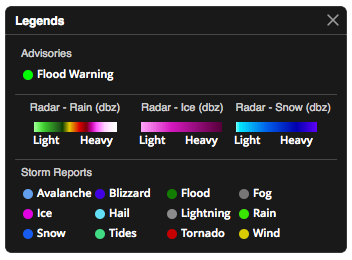 Legends
Advisories
Flood Warning
Radar - Rain (dbz) Radar - Ice (dbz) Radar - Snow (dbz)
Light Heavy Light Heavy Light Heavy
Storm Reports
Avalanche Blizzard Flood Fog
Ice Hail Lightning Rain
Snow Tides Tornado Wind